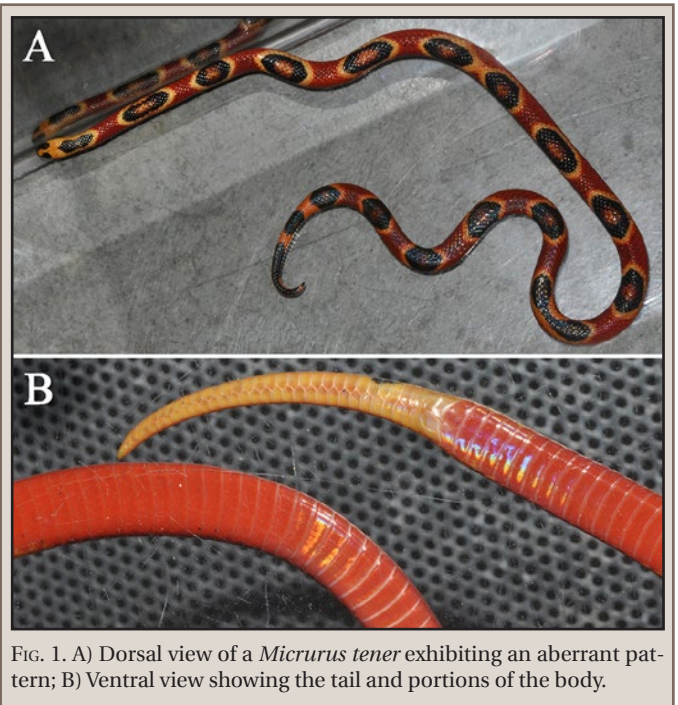 A
B
FIG. 1. A) Dorsal view of a Micrurus tener exhibiting an aberrant pat-
tern; B) Ventral view showing the tail and portions of the body.